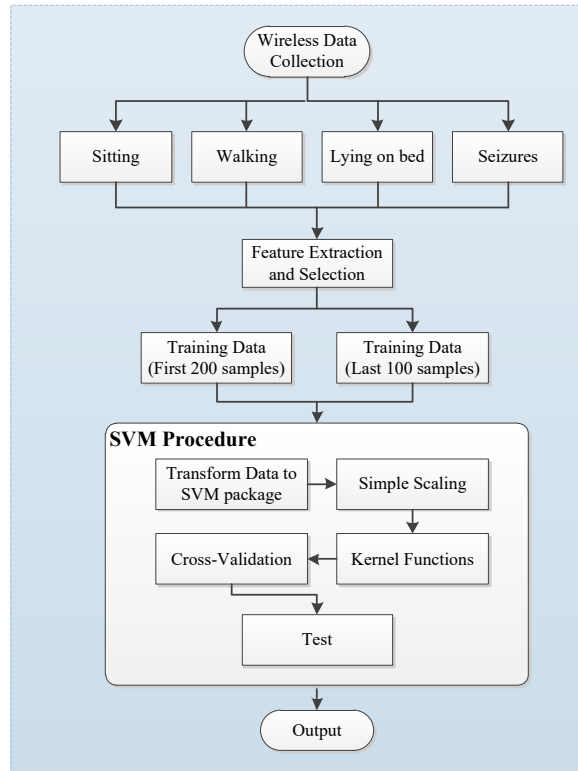 Wireless Data
Collection
Sitting
Walking
Lying on bed
Seizures
Feature Extraction
and Selection
Training Data
(First 200 samples)
Training Data
(Last 100 samples)
SVM Procedure
Transform Data to
SVM package
Simple Scaling
Cross-Validation
Kernel Functions
Test
Output